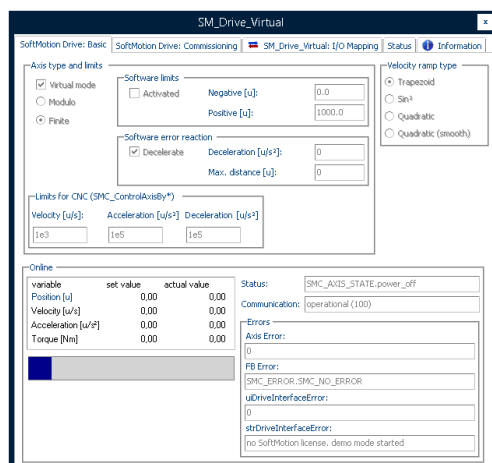 SM_Drive_Virtual
x
SoftMotion Drive: Basic SoftMotion Drive: Commissioning SM_Drive_Virtual: I/O Mapping Status Information
Axis type and limits
Virtual mode
Modulo
Finite
Software limits
Activated Negative [u]: 0.0
Positive [u]: 1000.0
Software error reaction
Decelerate Deceleration [u/s²]: 0
Max. distance [u]: 0
Limits for CNC (SMC_ControlAxisBy*)
Velocity [u/s]: Acceleration [u/s²] Deceleration [u/s²]
1e3 1e5 1e5
Velocity ramp type
Trapezoid
Sin²
Quadratic
Quadratic (smooth)
Online
variable set value actual value
Position [u] 0,00 0,00
Velocity [u/s] 0,00 0,00
Acceleration [u/s²] 0,00 0,00
Torque [Nm] 0,00 0,00
Status: SMC_AXIS_STATE.power_off
Communication: operational (100)
Errors
Axis Error:
0
FB Error:
SMC_ERROR.SMC_NO_ERROR
uiDriveInterfaceError:
0
strDriveInterfaceError:
no SoftMotion license. demo mode started